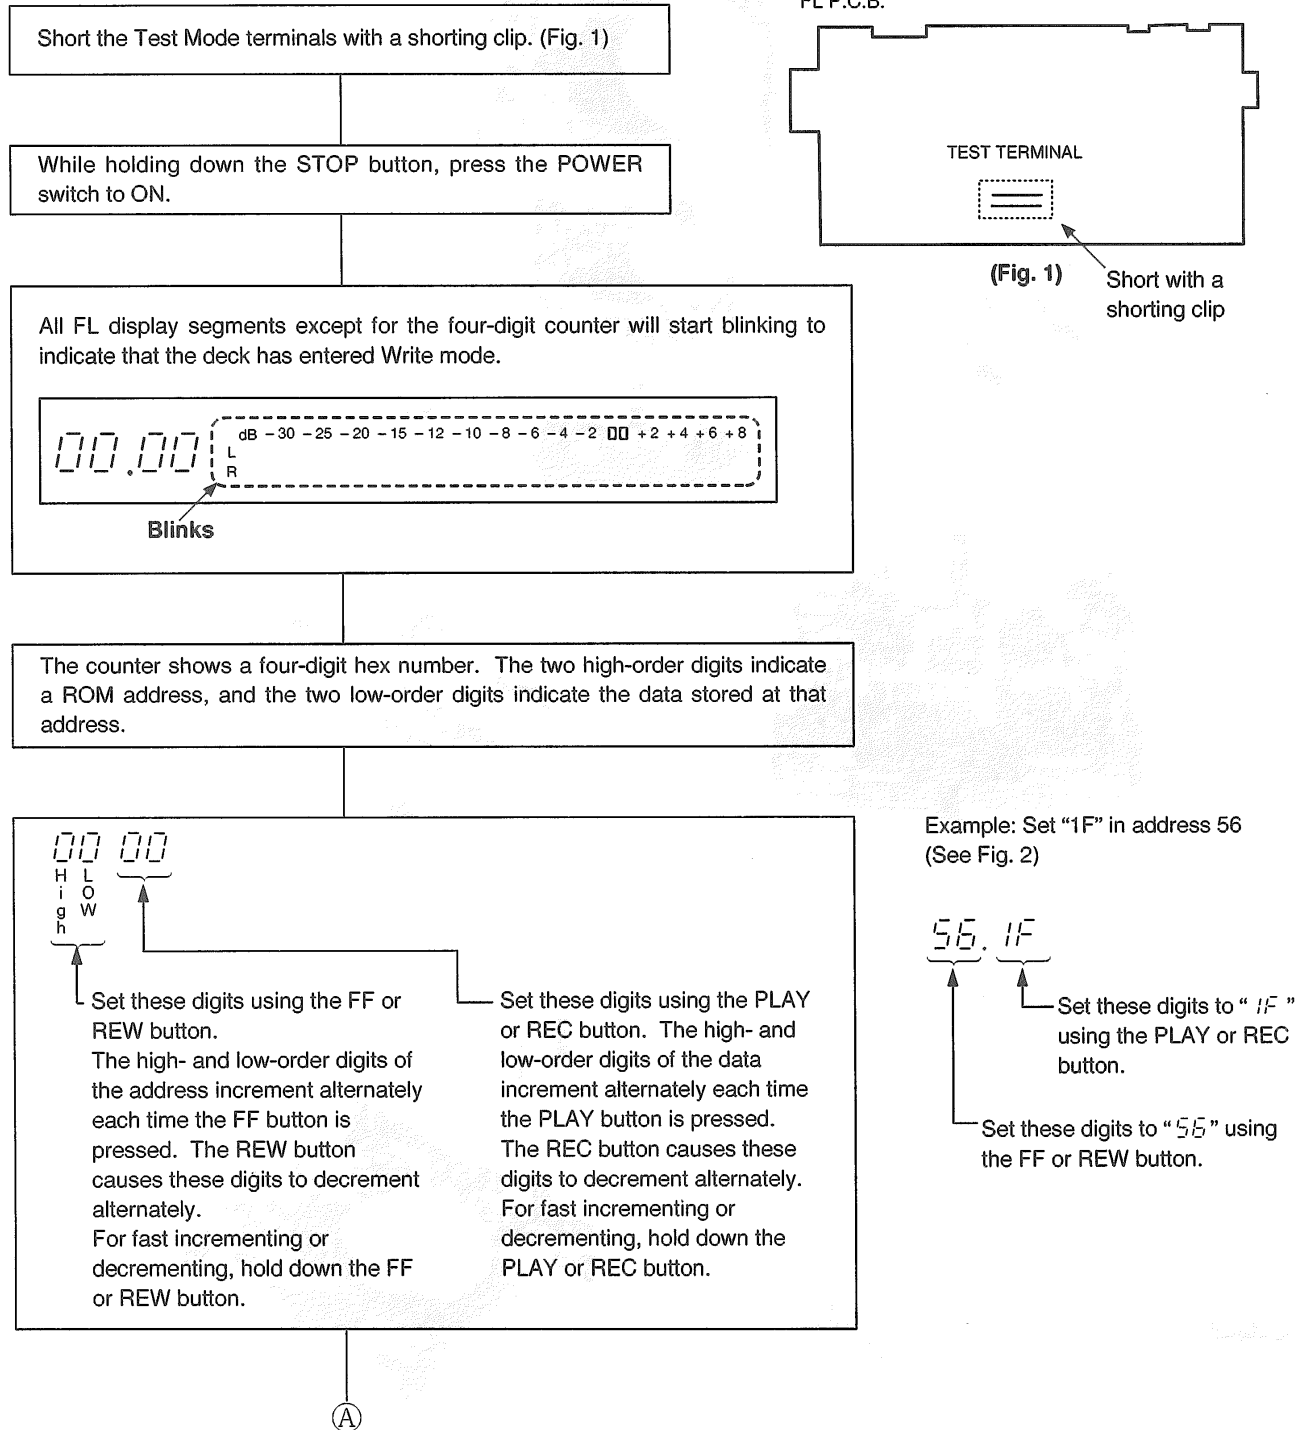 FL P.C.B.
Short the Test Mode terminals with a shorting clip. (Fig. 1)
TEST TERMINAL
(Fig. 1)
Short with a
shorting clip
While holding down the STOP button, press the POWER
switch to ON.
All FL display segments except for the four-digit counter will start blinking to
indicate that the deck has entered Write mode.
00.00
dB -30 -25 -20 -15 -12 -10 -8 -6 -4 -2 00 +2 +4 +6 +8
L
R
Blinks
The counter shows a four-digit hex number. The two high-order digits indicate
a ROM address, and the two low-order digits indicate the data stored at that
address.
00 00
High
LOW
Set these digits using the FF or
REW button.
The high- and low-order digits of
the address increment alternately
each time the FF button is
pressed. The REW button
causes these digits to decrement
alternately.
For fast incrementing or
decrementing, hold down the FF
or REW button.
Set these digits using the PLAY
or REC button. The high- and
low-order digits of the data
increment alternately each time
the PLAY button is pressed.
The REC button causes these
digits to decrement alternately.
For fast incrementing or
decrementing, hold down the
PLAY or REC button.
Example: Set “1F” in address 56
(See Fig. 2)
56. 1F
Set these digits to “ 1F ”
using the PLAY or REC
button.
Set these digits to “56” using
the FF or REW button.
A